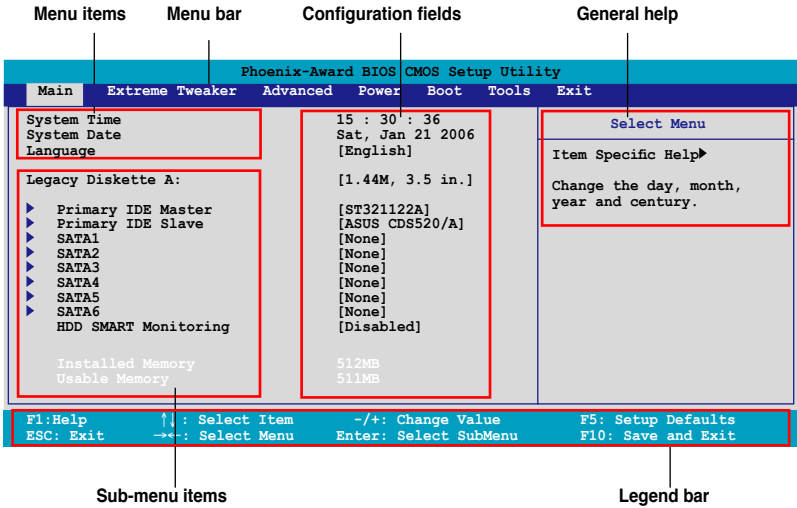 Menu items Menu bar Configuration fields General help
Phoenix-Award BIOS CMOS Setup Utility
Main Extreme Tweaker Advanced Power Boot Tools Exit
System Time 15 : 30 : 36 Select Menu
System Date Sat, Jan 21 2006
Language [English] Item Specific Help
Legacy Diskette A: [1.44M, 3.5 in.] Change the day, month,
year and century.
Primary IDE Master [ST321122A]
Primary IDE Slave [ASUS CDS520/A]
SATA1 [None]
SATA2 [None]
SATA3 [None]
SATA4 [None]
SATA5 [None]
SATA6 [None]
HDD SMART Monitoring [Disabled]
Installed Memory 512MB
Usable Memory 511MB
F1:Help ↑↓: Select Item -/+: Change Value F5: Setup Defaults
ESC: Exit →←: Select Menu Enter: Select SubMenu F10: Save and Exit
Sub-menu items Legend bar